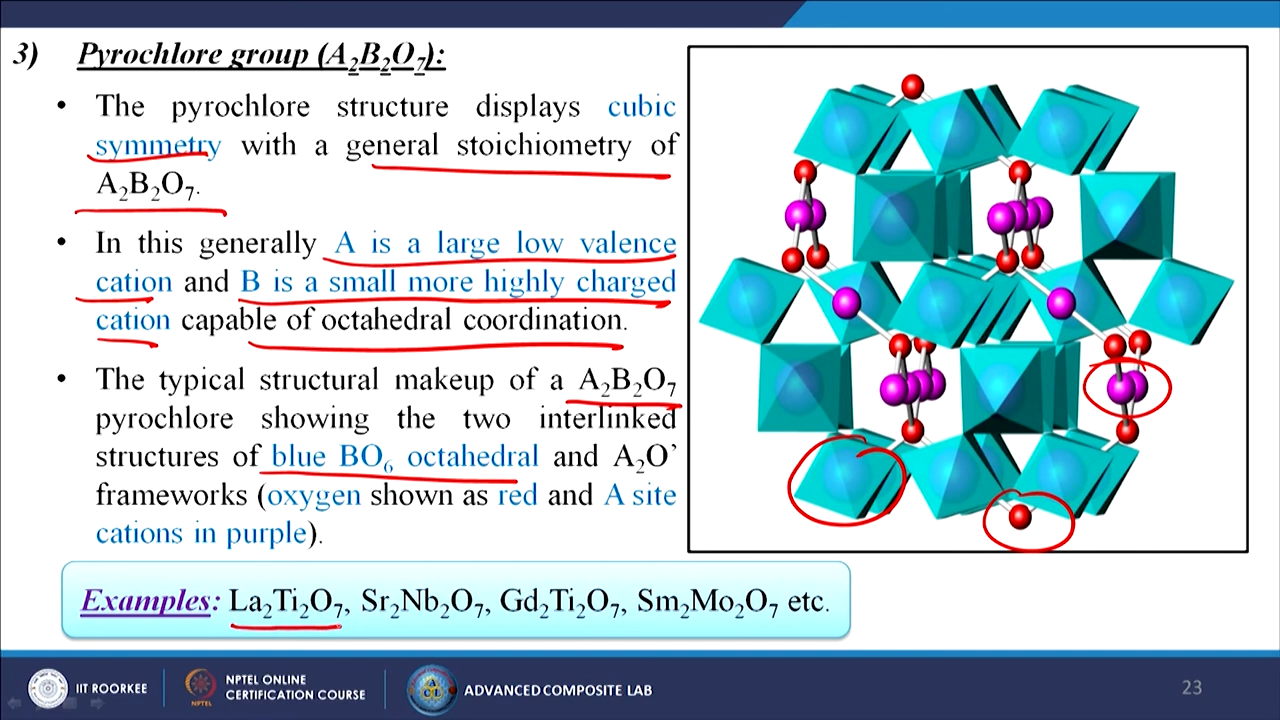 3) Pyrochlore group (A₂B₂O₇):
• The pyrochlore structure displays cubic
symmetry with a general stoichiometry of
A₂B₂O₇.
• In this generally A is a large low valence
cation and B is a small more highly charged
cation capable of octahedral coordination.
• The typical structural makeup of a A₂B₂O₇
pyrochlore showing the two interlinked
structures of blue BO₆ octahedral and A₂O’
frameworks (oxygen shown as red and A site
cations in purple).
Examples: La₂Ti₂O₇, Sr₂Nb₂O₇, Gd₂Ti₂O₇, Sm₂Mo₂O₇ etc.
IIT ROORKEE
NPTEL
NPTEL ONLINE
CERTIFICATION COURSE
ACL
ADVANCED COMPOSITE LAB
23